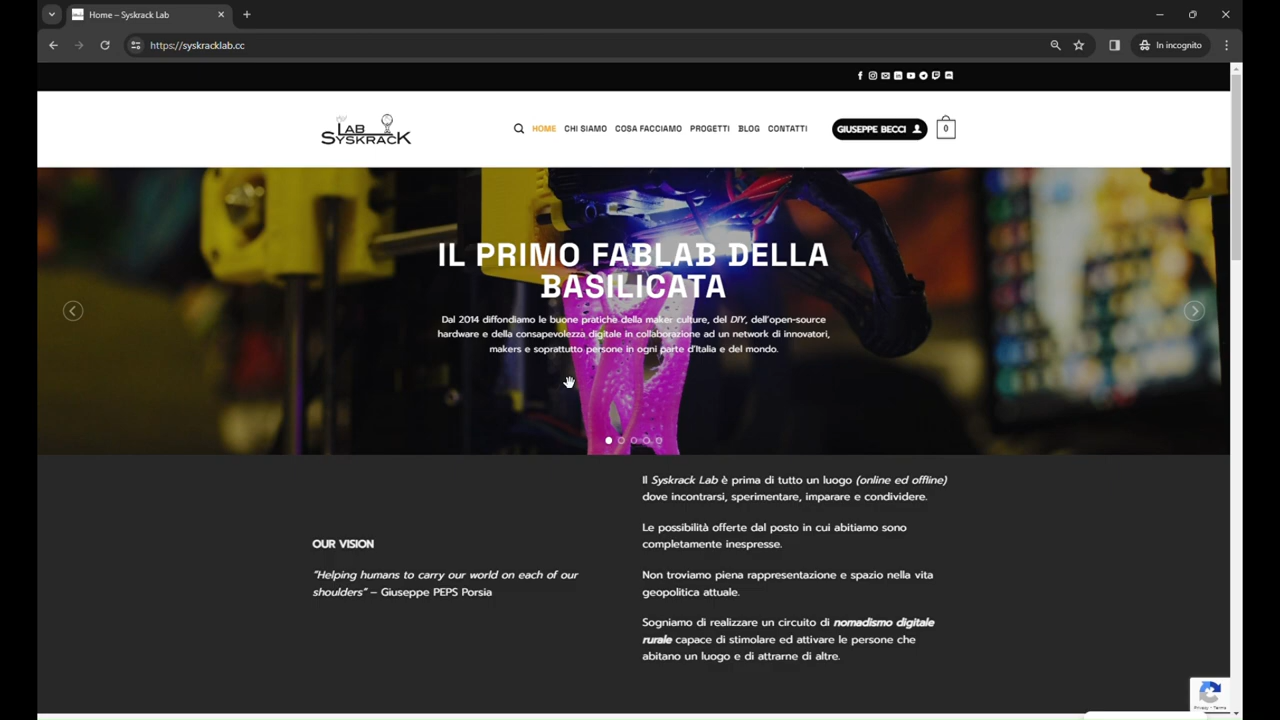 Home – Syskrack Lab
https://syskracklab.cc
In incognito
LAB
SYSKRACK
HOME
CHI SIAMO
COSA FACCIAMO
PROGETTI
BLOG
CONTATTI
GIUSEPPE BECCI
0
IL PRIMO FABLAB DELLA
BASILICATA
Dal 2014 diffondiamo le buone pratiche della maker culture, del DIY, dell'open-source
hardware e della consapevolezza digitale in collaborazione ad un network di innovatori,
makers e soprattutto persone in ogni parte d'Italia e del mondo.
OUR VISION
"Helping humans to carry our world on each of our
shoulders" – Giuseppe PEPS Porsia
Il Syskrack Lab è prima di tutto un luogo (online ed offline)
dove incontrarsi, sperimentare, imparare e condividere.
Le possibilità offerte dal posto in cui abitiamo sono
completamente inespresse.
Non troviamo piena rappresentazione e spazio nella vita
geopolitica attuale.
Sogniamo di realizzare un circuito di nomadismo digitale
rurale capace di stimolare ed attivare le persone che
abitano un luogo e di attrarne di altre.
Privacy - Terms